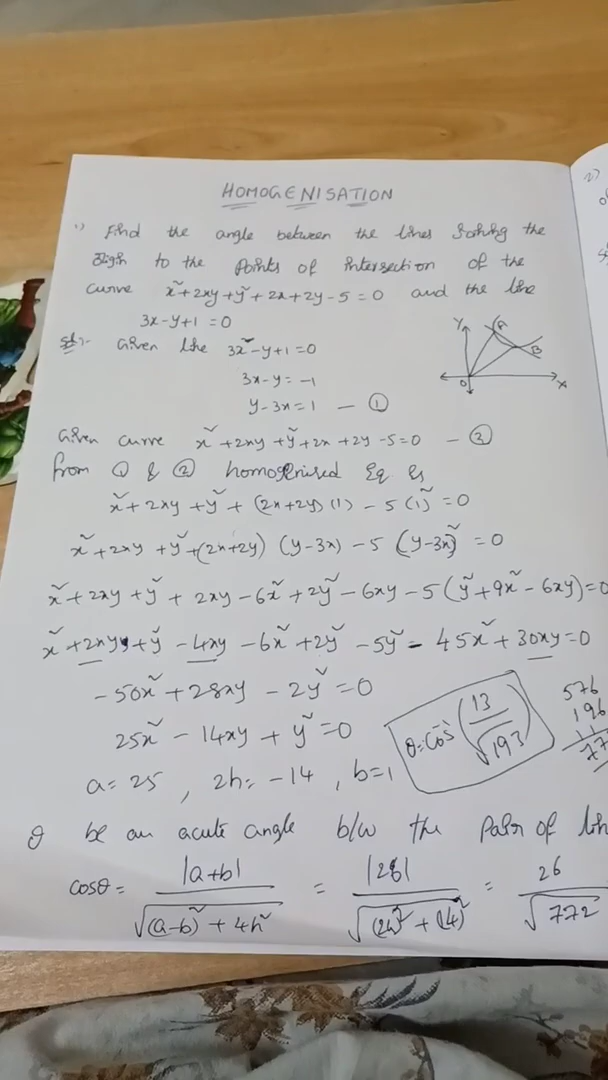 HOMOGENISATION
1) Find the angle between the lines Joining the
Origin to the points of intersection of the
curve x²+2xy+y²+2x+2y-5=0 and the line
3x-y+1=0
Sol:- Given line 3x-y+1=0
3x-y=-1
y-3x=1 — ①
Given curve x²+2xy+y²+2x+2y-5=0 — ②
from ① & ② homogenised Eq is
x²+2xy+y²+(2x+2y)(1)-5(1)²=0
x²+2xy+y²+(2x+2y)(y-3x)-5(y-3x)²=0
x²+2xy+y²+2xy-6x²+2y²-6xy-5(y²+9x²-6xy)=0
x²+2xy+y²-4xy-6x²+2y²-5y²-45x²+30xy=0
-50x²+28xy-2y²=0
25x²-14xy+y²=0
a=25, 2h=-14, b=1
θ=cos⁻¹(13/√193)
576
196
77
θ be an acute angle b/w the pair of
cosθ = |a+b|/√((a-b)²+4h²) = |26|/√((24)²+(14)²) = 26/√772
Y
A
B
O
X
2)